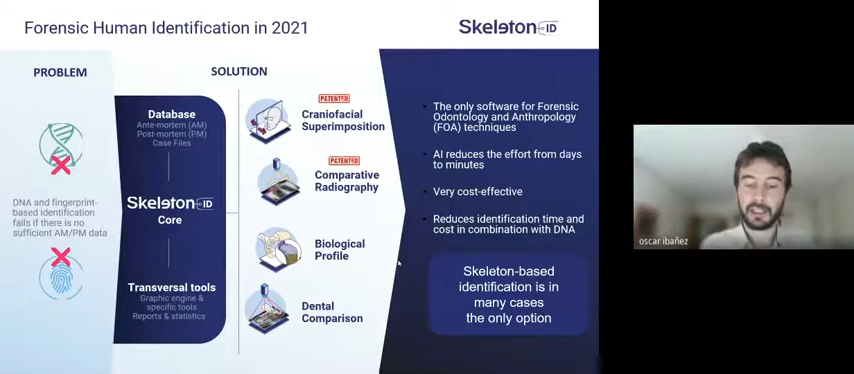 Forensic Human Identification in 2021
Skeleton-ID
PROBLEM
SOLUTION
DNA and fingerprint-
based identification
fails if there is no
sufficient AM/PM data
Database
Ante-mortem (AM)
Post-mortem (PM)
Case Files
Skeleton-ID
Core
Transversal tools
Graphic engine &
specific tools
Reports & statistics
PATENTED
Craniofacial
Superimposition
PATENTED
Comparative
Radiography
Biological
Profile
Dental
Comparison
The only software for Forensic
Odontology and Anthropology
(FOA) techniques
AI reduces the effort from days
to minutes
Very cost-effective
Reduces identification time and
cost in combination with DNA
Skeleton-based
identification is in
many cases
the only option
oscar ibañez